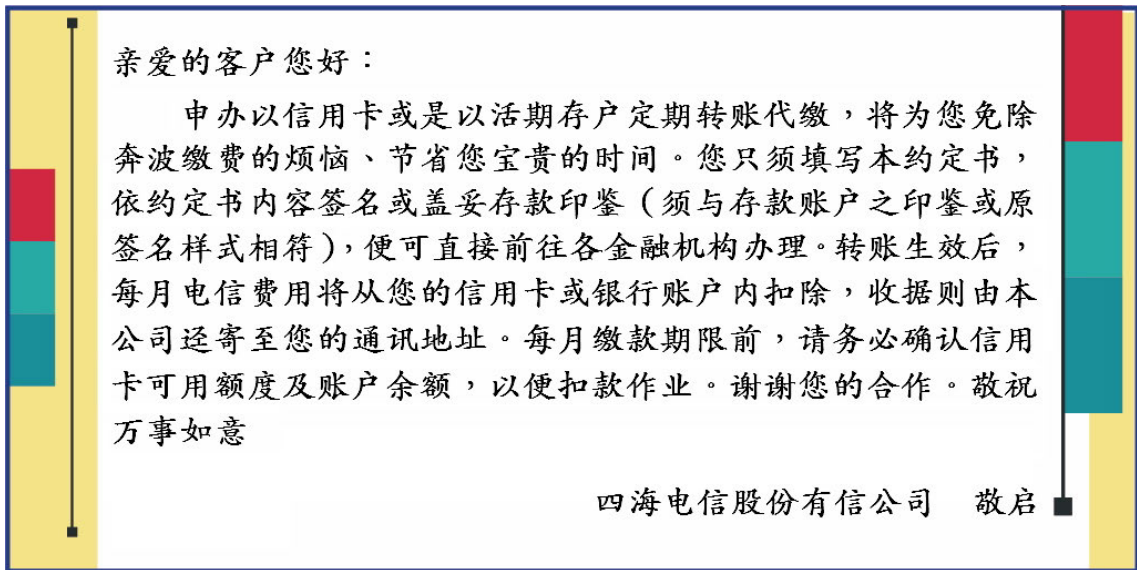 亲爱的客户您好：
申办以信用卡或是以活期存户定期转账代缴，将为您免除
奔波缴费的烦恼、节省您宝贵的时间。您只须填写本约定书，
依约定书内容签名或盖妥存款印鉴（须与存款账户之印鉴或原
签名样式相符），便可直接前往各金融机构办理。转账生效后，
每月电信费用将从您的信用卡或银行账户内扣除，收据则由本
公司迳寄至您的通讯地址。每月缴款期限前，请务必确认信用
卡可用额度及账户余额，以便扣款作业。谢谢您的合作。敬祝
万事如意
四海电信股份有信公司　敬启